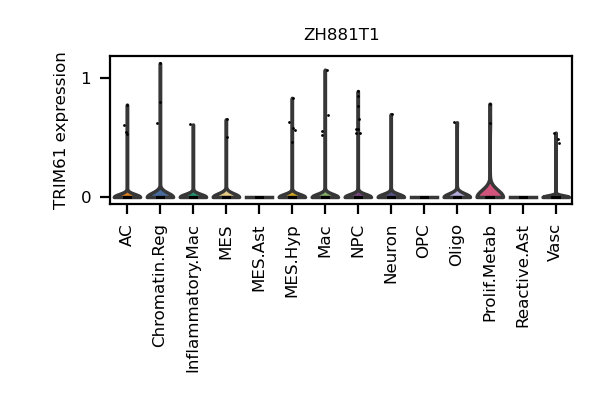 ZH881T1
TRIM61 expression
1
0
AC
Chromatin.Reg
Inflammatory.Mac
MES
MES.Ast
MES.Hyp
Mac
NPC
Neuron
OPC
Oligo
Prolif.Metab
Reactive.Ast
Vasc